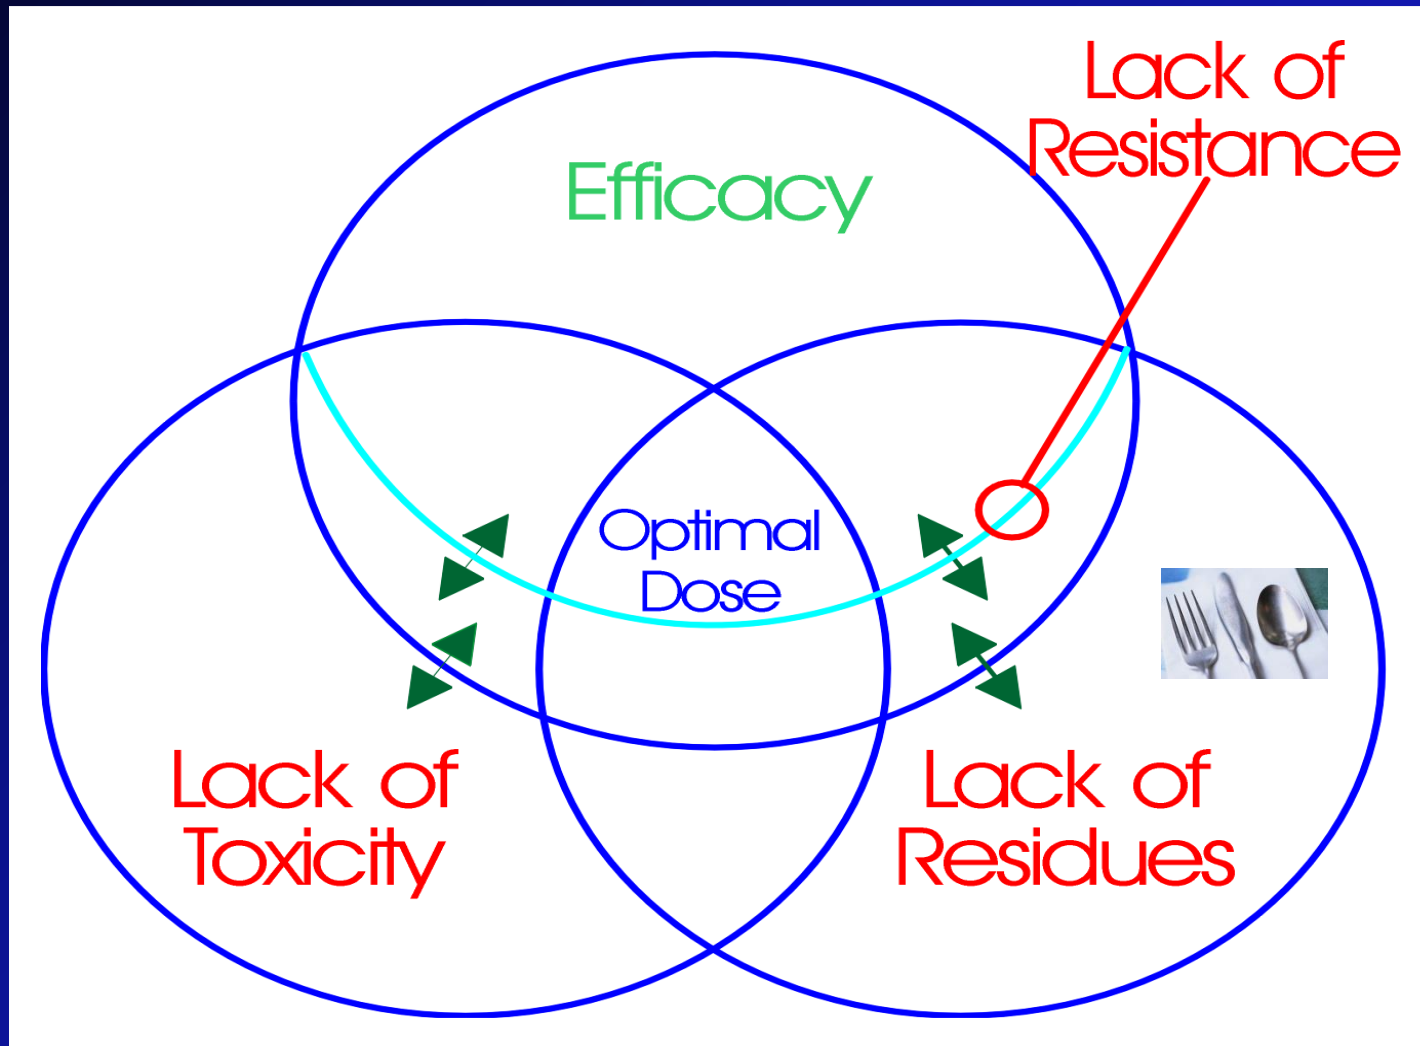 Lack of
Resistance
Efficacy
Optimal
Dose
Lack of
Toxicity
Lack of
Residues